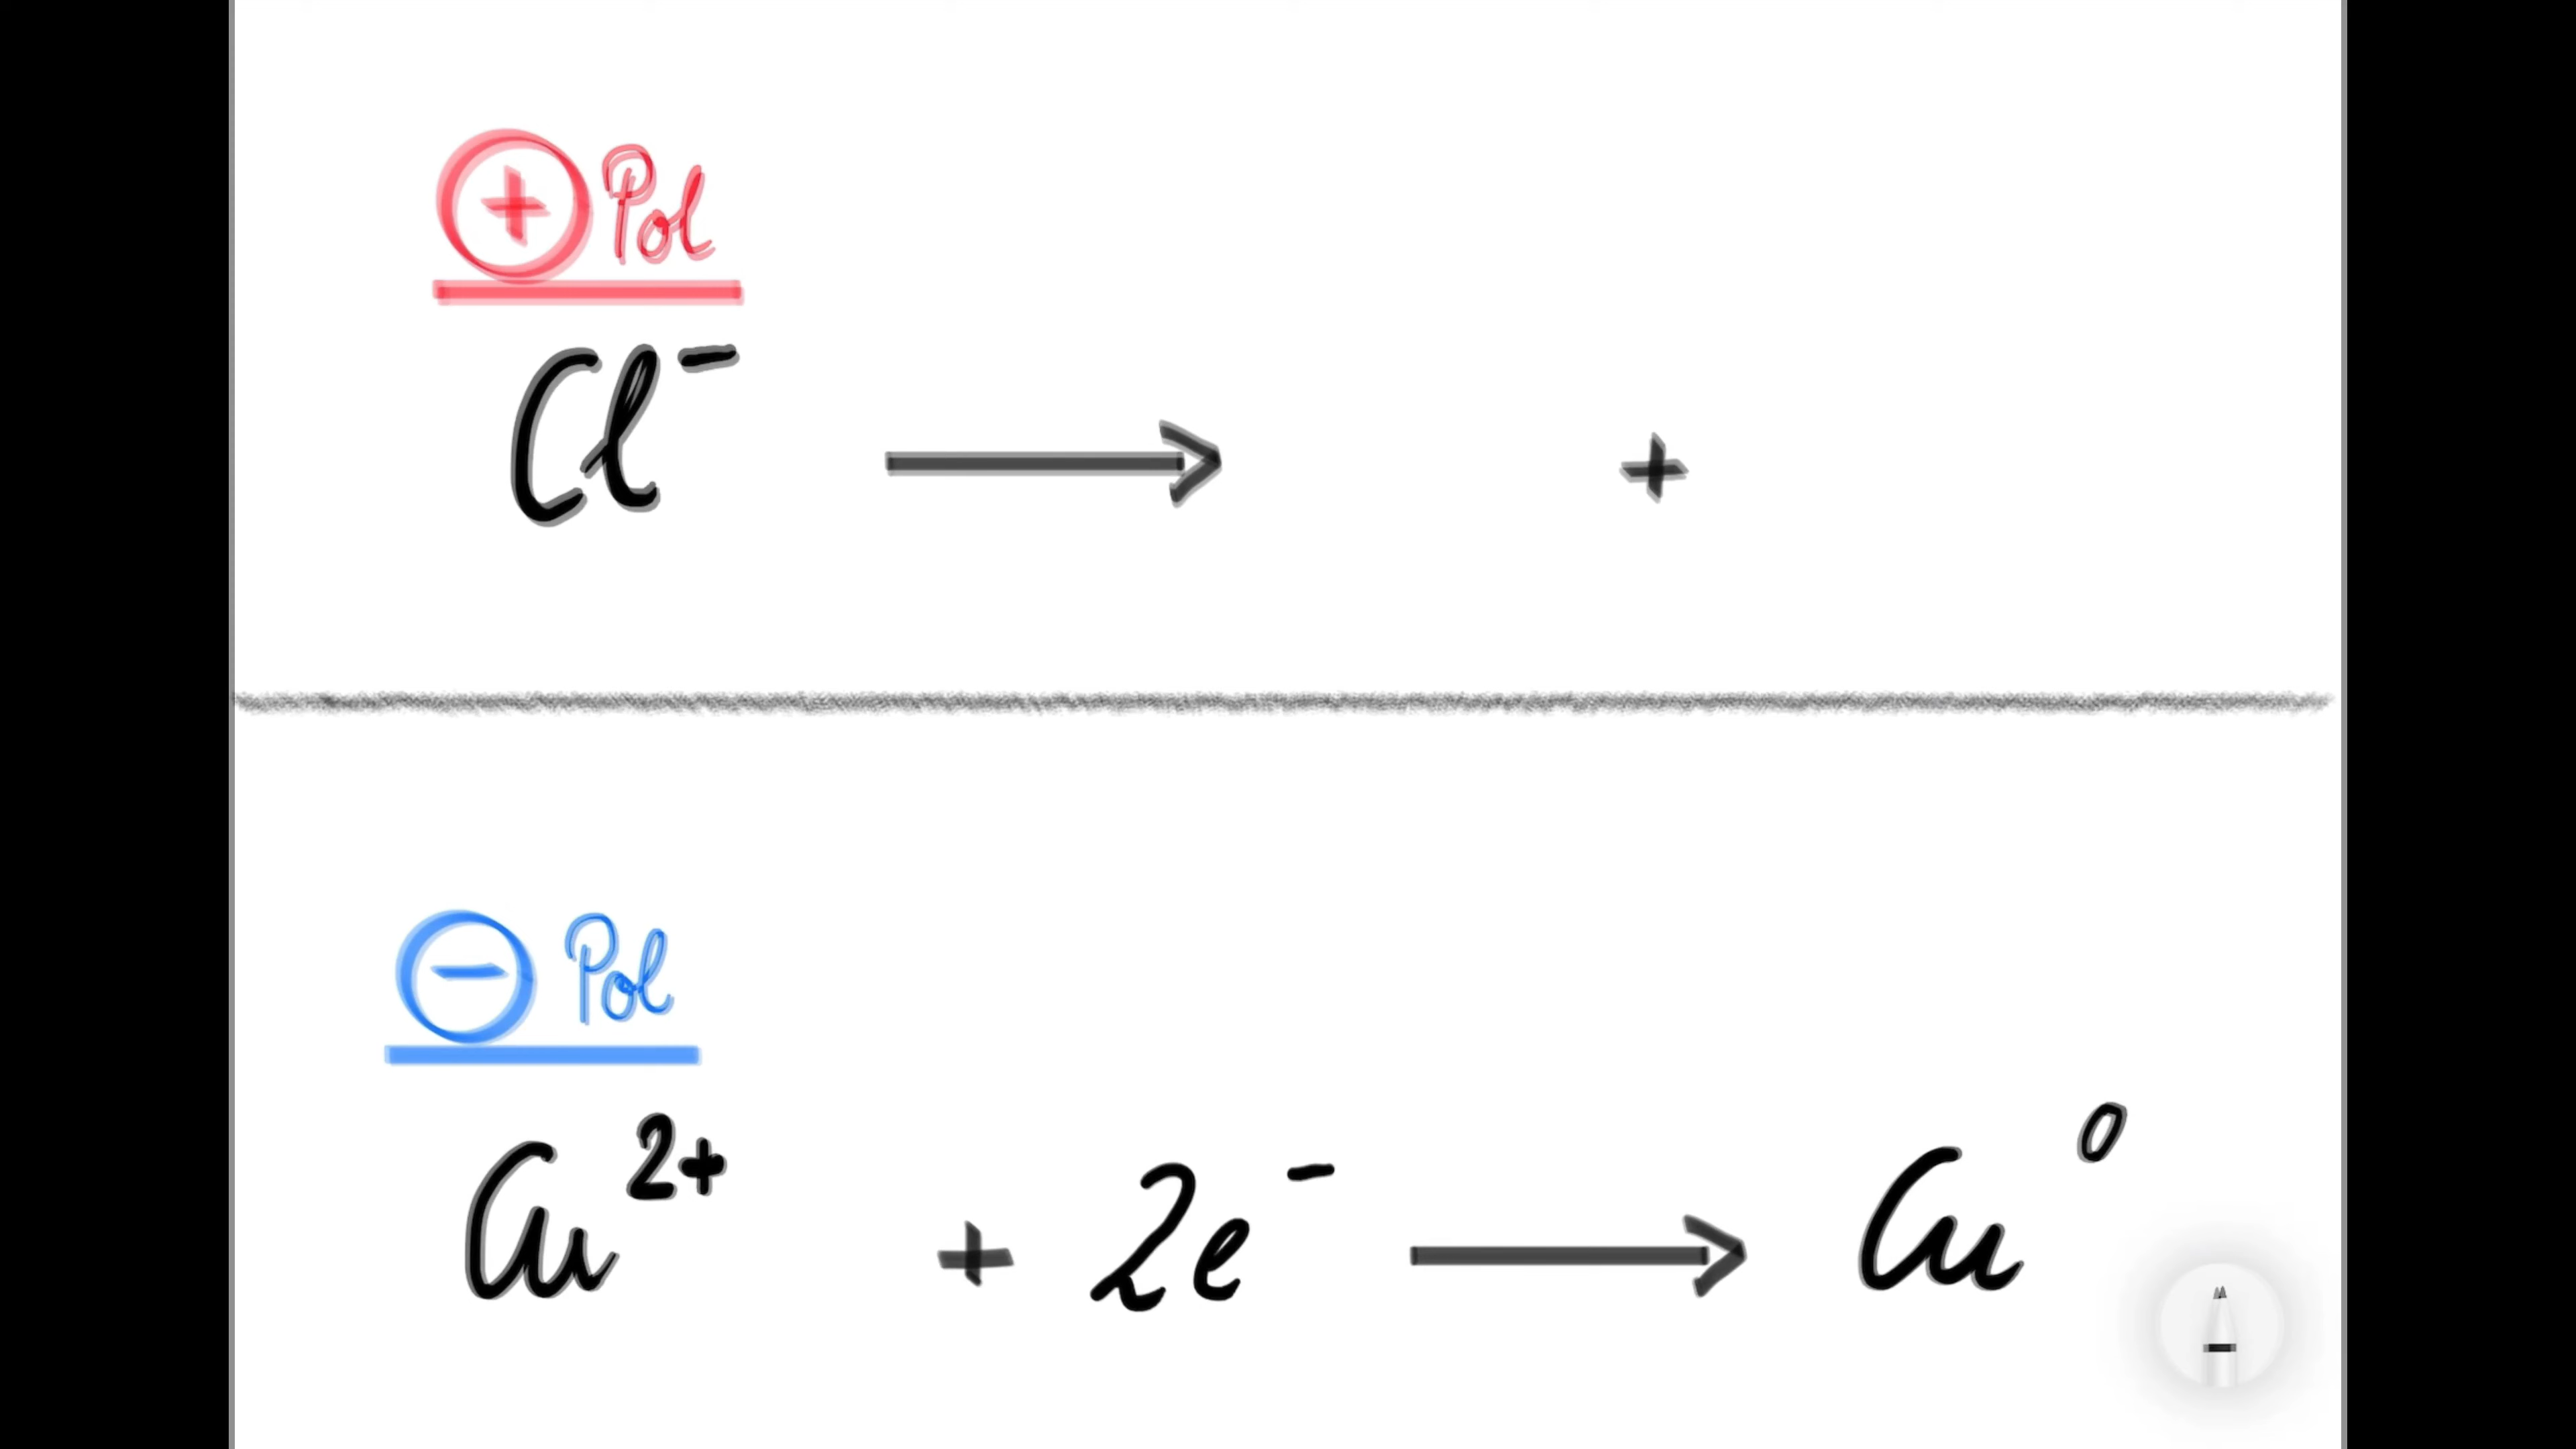 ⊕ Pol
Cl⁻ ⟶ +
⊖ Pol
Cu²⁺ + 2e⁻ ⟶ Cu⁰